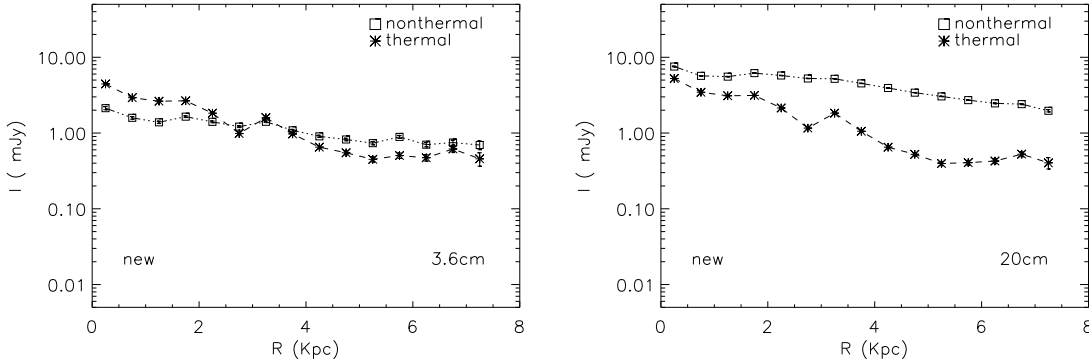 nonthermal
thermal
10.00
1.00
0.10
0.01
I ( mJy)
new
3.6cm
0 2 4 6 8
R (Kpc)
nonthermal
thermal
10.00
1.00
0.10
0.01
I ( mJy)
new
20cm
0 2 4 6 8
R (Kpc)